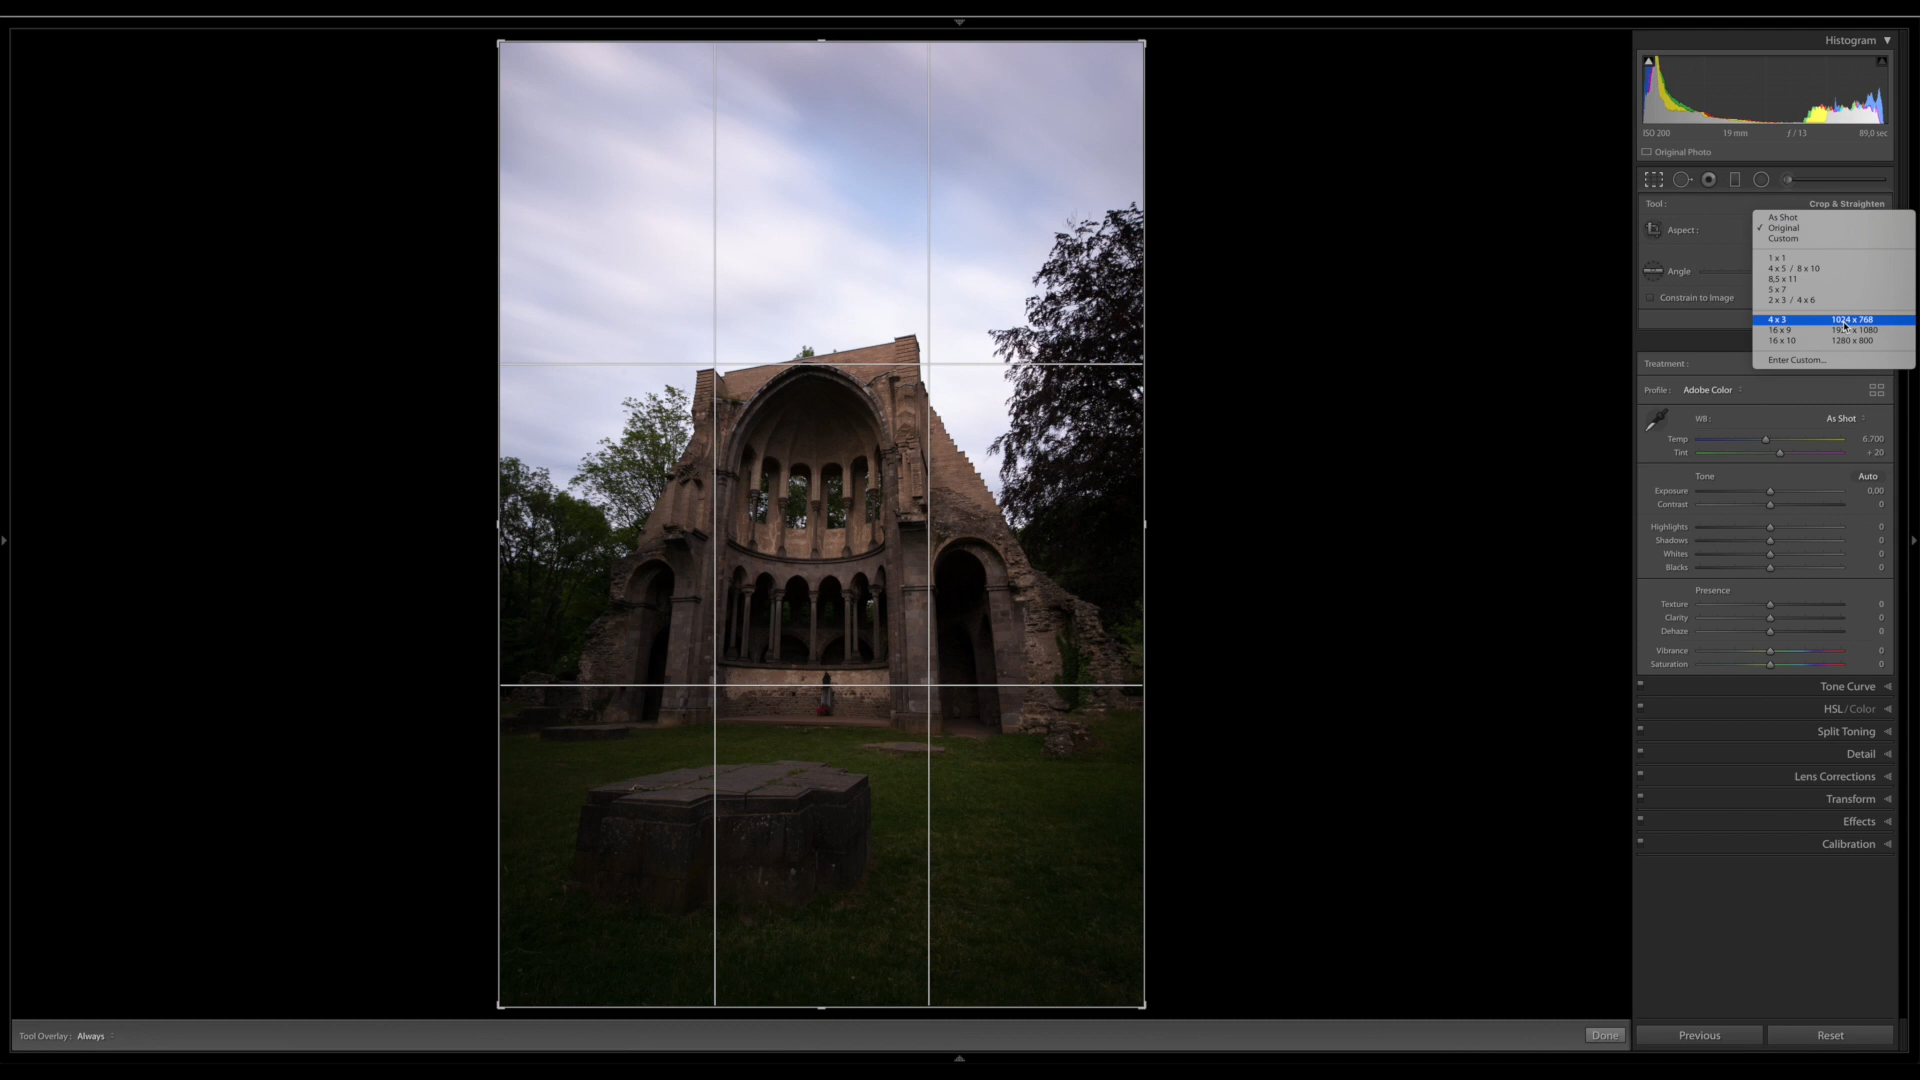 Histogram
ISO 200 19 mm ƒ / 13 89,0 sec
Original Photo
Tool : Crop & Straighten
Aspect :
As Shot
Original
Custom
1 x 1
4 x 5 / 8 x 10
8,5 x 11
5 x 7
2 x 3 / 4 x 6
4 x 3 1024 x 768
16 x 9 1920 x 1080
16 x 10 1280 x 800
Enter Custom...
Angle
Constrain to Image
Treatment :
Profile : Adobe Color
WB : As Shot
Temp 6.700
Tint + 20
Tone Auto
Exposure 0,00
Contrast 0
Highlights 0
Shadows 0
Whites 0
Blacks 0
Presence
Texture 0
Clarity 0
Dehaze 0
Vibrance 0
Saturation 0
Tone Curve
HSL / Color
Split Toning
Detail
Lens Corrections
Transform
Effects
Calibration
Tool Overlay : Always
Done
Previous Reset